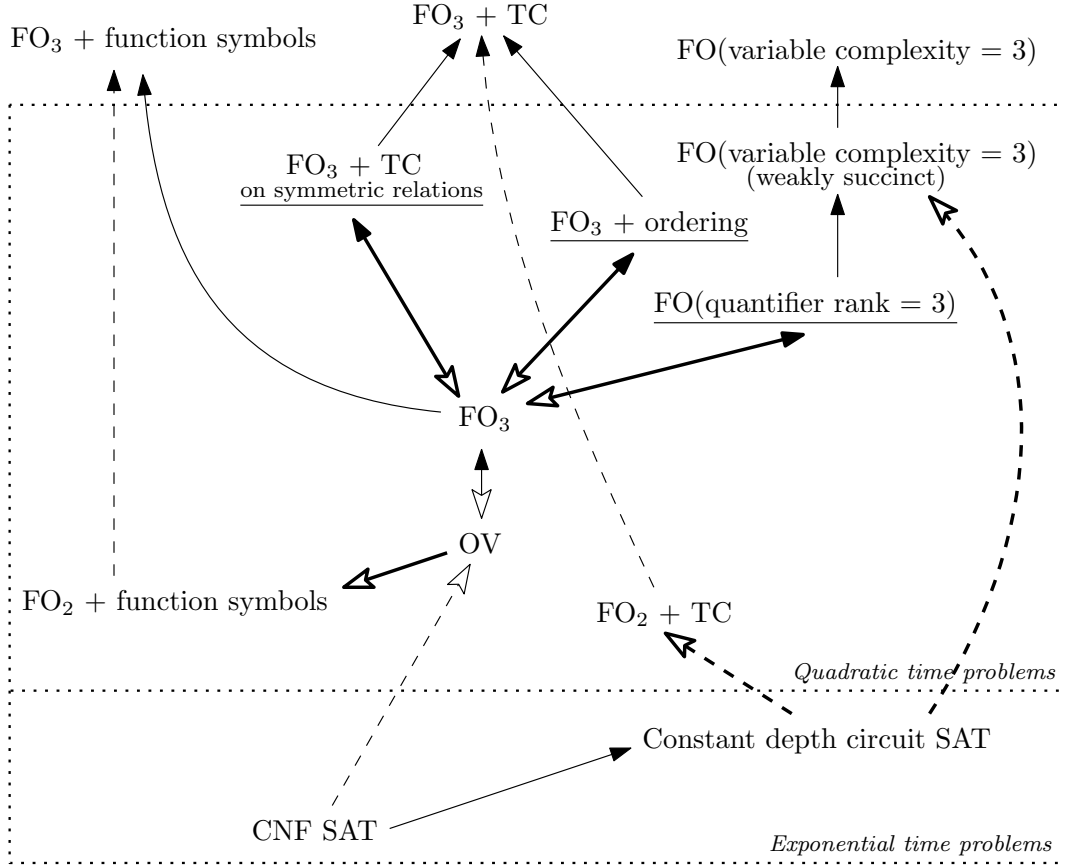 FO₃ + TC
FO₃ + function symbols
FO(variable complexity = 3)
FO₃ + TC
on symmetric relations
FO(variable complexity = 3)
(weakly succinct)
FO₃ + ordering
FO(quantifier rank = 3)
FO₃
OV
FO₂ + function symbols
FO₂ + TC
Quadratic time problems
Constant depth circuit SAT
CNF SAT
Exponential time problems